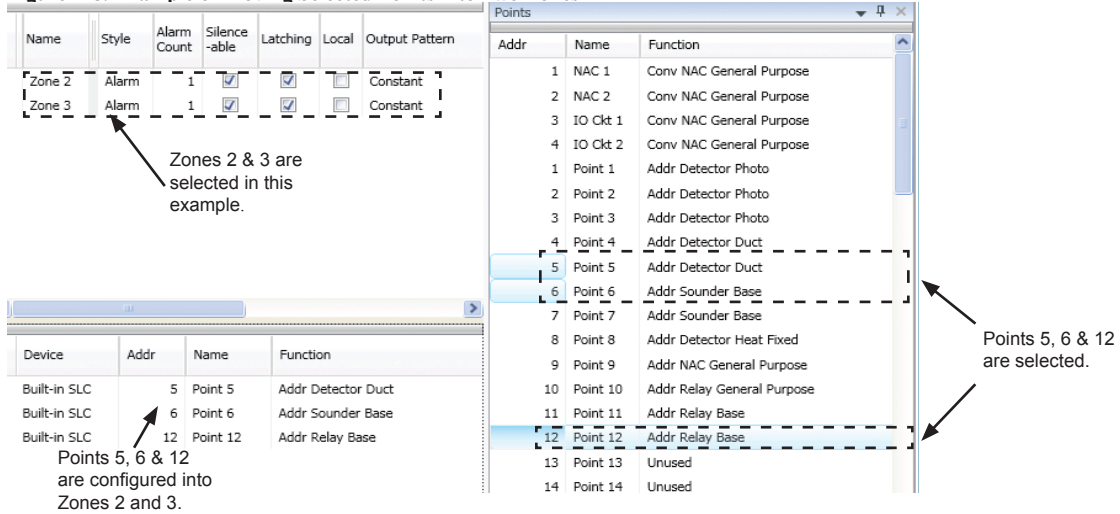 Name Style Alarm Count Silence -able Latching Local Output Pattern
Zone 2 Alarm 1 Constant
Zone 3 Alarm 1 Constant
Zones 2 & 3 are
selected in this
example.
Device Addr Name Function
Built-in SLC 5 Point 5 Addr Detector Duct
Built-in SLC 6 Point 6 Addr Sounder Base
Built-in SLC 12 Point 12 Addr Relay Base
Points 5, 6 & 12
are configured into
Zones 2 and 3.
Points
Addr Name Function
1 NAC 1 Conv NAC General Purpose
2 NAC 2 Conv NAC General Purpose
3 IO Ckt 1 Conv NAC General Purpose
4 IO Ckt 2 Conv NAC General Purpose
1 Point 1 Addr Detector Photo
2 Point 2 Addr Detector Photo
3 Point 3 Addr Detector Photo
4 Point 4 Addr Detector Duct
5 Point 5 Addr Detector Duct
6 Point 6 Addr Sounder Base
7 Point 7 Addr Sounder Base
8 Point 8 Addr Detector Heat Fixed
9 Point 9 Addr NAC General Purpose
10 Point 10 Addr Relay General Purpose
11 Point 11 Addr Relay Base
12 Point 12 Addr Relay Base
13 Point 13 Unused
14 Point 14 Unused
Points 5, 6 & 12
are selected.